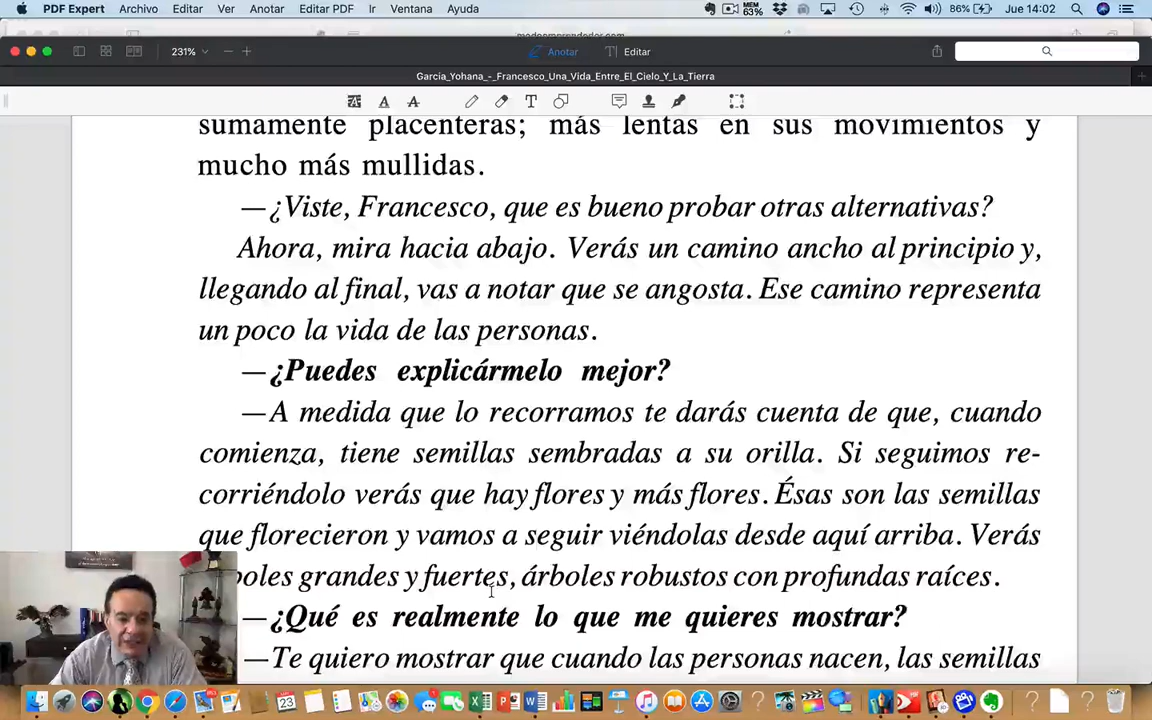 PDF Expert Archivo Editar Ver Anotar Editar PDF Ir Ventana Ayuda MEM 63% 86% Jue 14:02
231% Anotar Editar
Garcia_Yohana_-_Francesco_Una_Vida_Entre_El_Cielo_Y_La_Tierra
sumamente placenteras; más lentas en sus movimientos y
mucho más mullidas.
—¿Viste, Francesco, que es bueno probar otras alternativas?
Ahora, mira hacia abajo. Verás un camino ancho al principio y,
llegando al final, vas a notar que se angosta. Ese camino representa
un poco la vida de las personas.
—¿Puedes explicármelo mejor?
—A medida que lo recorramos te darás cuenta de que, cuando
comienza, tiene semillas sembradas a su orilla. Si seguimos re-
corriéndolo verás que hay flores y más flores. Ésas son las semillas
que florecieron y vamos a seguir viéndolas desde aquí arriba. Verás
boles grandes y fuertes, árboles robustos con profundas raíces.
—¿Qué es realmente lo que me quieres mostrar?
—Te quiero mostrar que cuando las personas nacen, las semillas